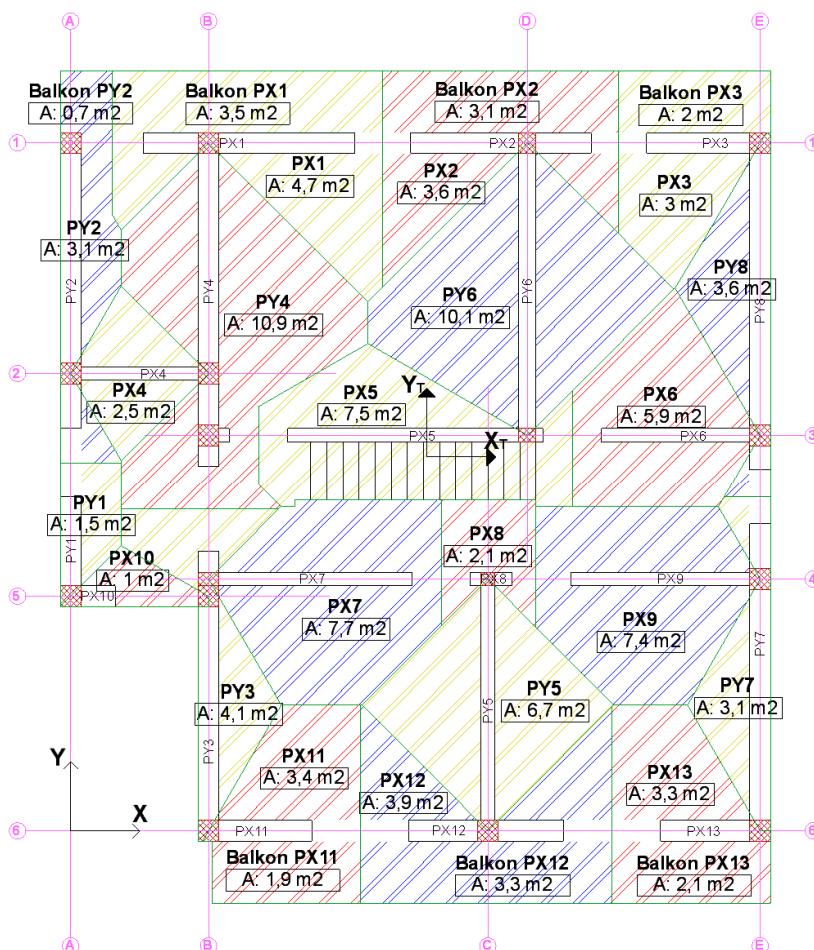 A
B
D
E
Balkon PY2
A: 0,7 m2
Balkon PX1
A: 3,5 m2
Balkon PX2
A: 3,1 m2
Balkon PX3
A: 2 m2
1
PX1
PX2
PX3
1
PX1
A: 4,7 m2
PX2
A: 3,6 m2
PX3
A: 3 m2
PY2
A: 3,1 m2
PY2
PY4
PY4
A: 10,9 m2
PY6
PY6
A: 10,1 m2
PY8
A: 3,6 m2
PY8
2
PX4
PX4
A: 2,5 m2
PX5
A: 7,5 m2
YT
XT
PX5
PX6
A: 5,9 m2
PX6
3
PY1
A: 1,5 m2
PY1
PX8
A: 2,1 m2
PX10
A: 1 m2
PX10
5
PX7
PX8
PX9
4
PX7
A: 7,7 m2
PX9
A: 7,4 m2
PY7
PY3
A: 4,1 m2
PY3
PY5
PY5
A: 6,7 m2
PY7
A: 3,1 m2
Y
X
PX11
A: 3,4 m2
PX12
A: 3,9 m2
PX13
A: 3,3 m2
6
PX11
PX12
PX13
6
Balkon PX11
A: 1,9 m2
Balkon PX12
A: 3,3 m2
Balkon PX13
A: 2,1 m2
A
B
C
E